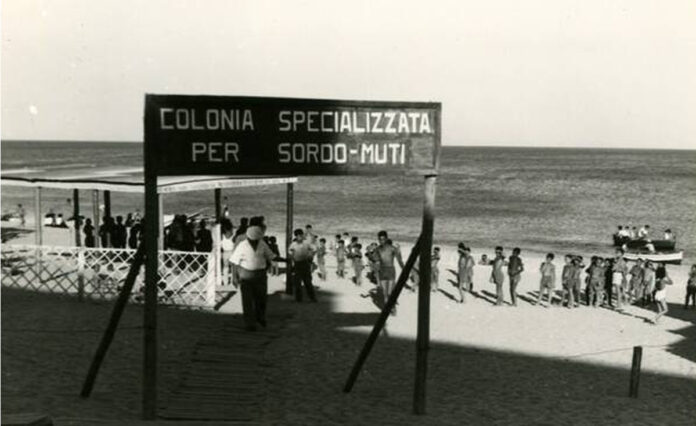 COLONIA SPECIALIZZATA
PER SORDO-MUTI